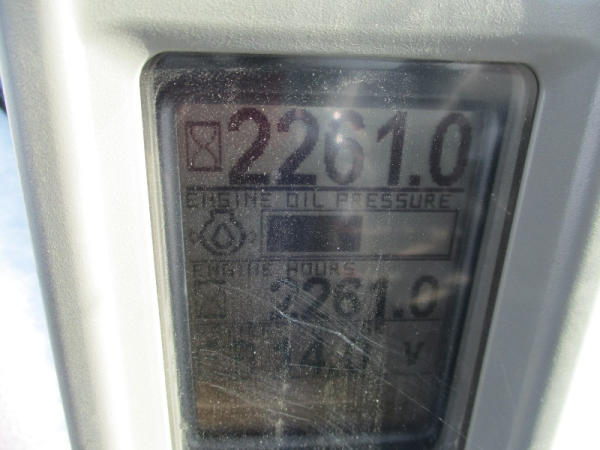 2261.0
ENGINE OIL PRESSURE
ENGINE HOURS
2261.0
14.0 V